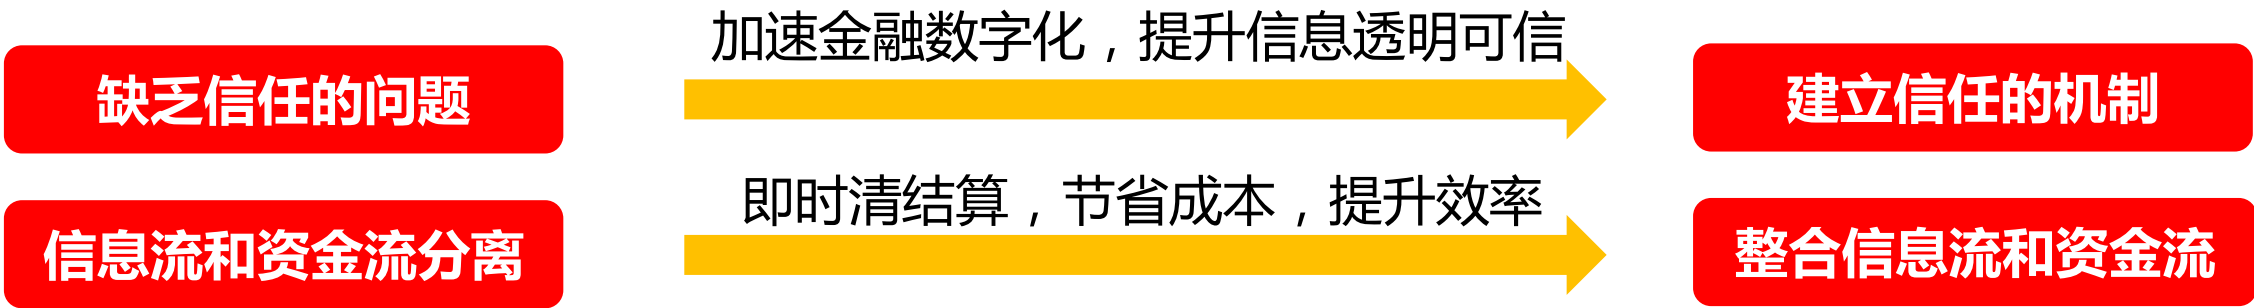 加速金融数字化，提升信息透明可信
缺乏信任的问题
建立信任的机制
即时清结算，节省成本，提升效率
信息流和资金流分离
整合信息流和资金流